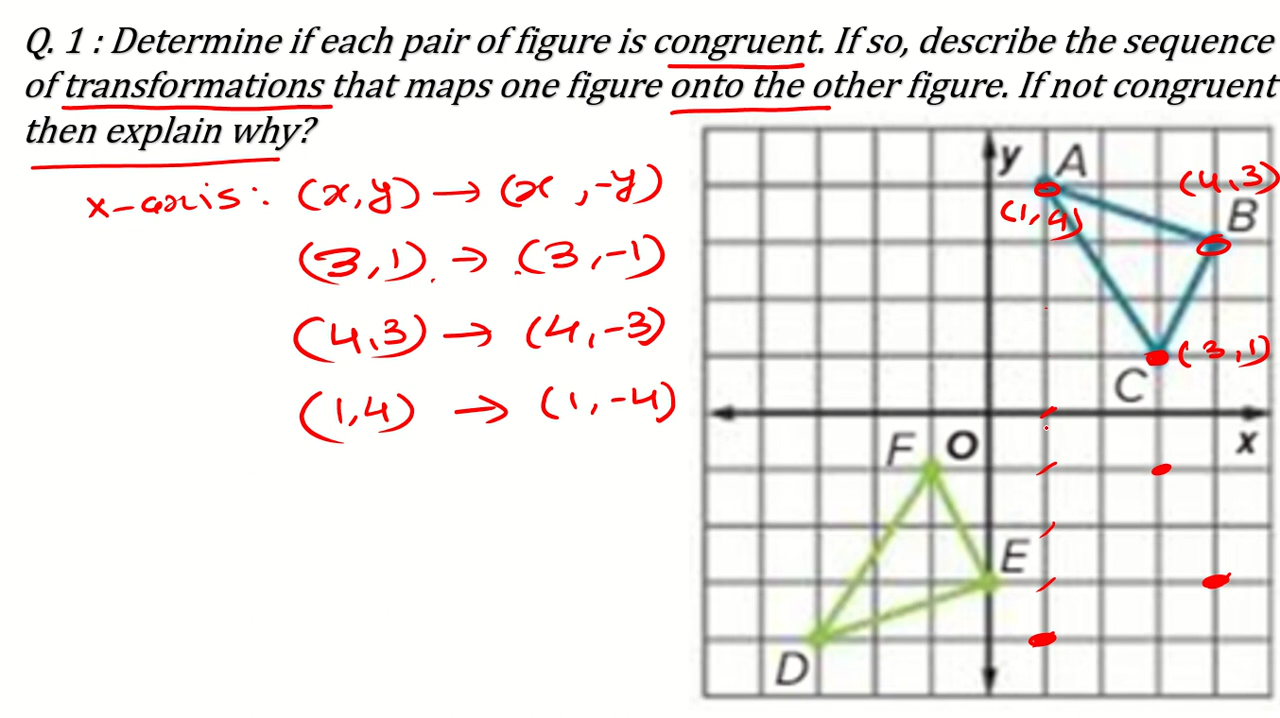 Q. 1 : Determine if each pair of figure is congruent. If so, describe the sequence
of transformations that maps one figure onto the other figure. If not congruent
then explain why?
x-axis : (x,y) → (x ,-y)
(3,1) → (3,-1)
(4,3) → (4,-3)
(1,4) → (1,-4)
y A (4,3)
(1,4) B
C (3,1)
F O x
E
D